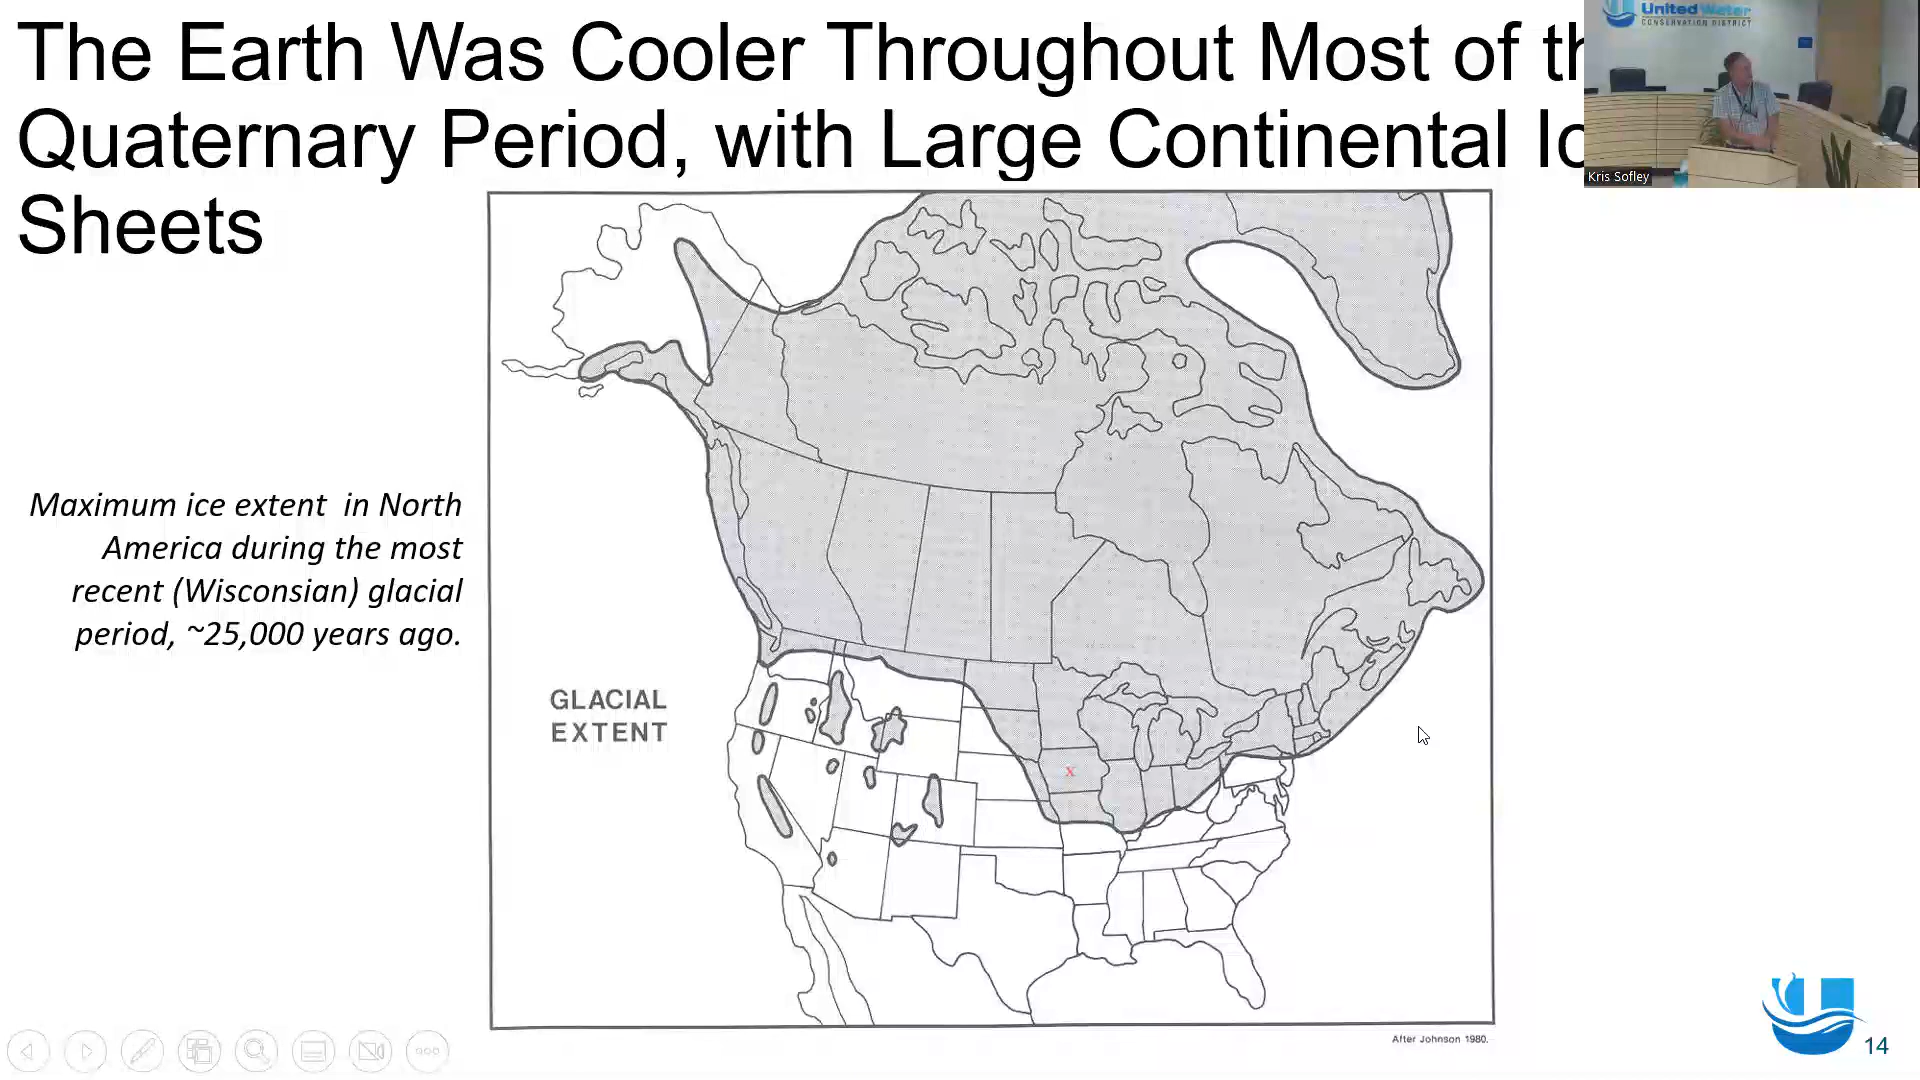 The Earth Was Cooler Throughout Most of th
Quaternary Period, with Large Continental Ic
Sheets
United Water
CONSERVATION DISTRICT
Kris Sofley
Maximum ice extent in North
America during the most
recent (Wisconsian) glacial
period, ~25,000 years ago.
GLACIAL
EXTENT
x
After Johnson 1980.
14